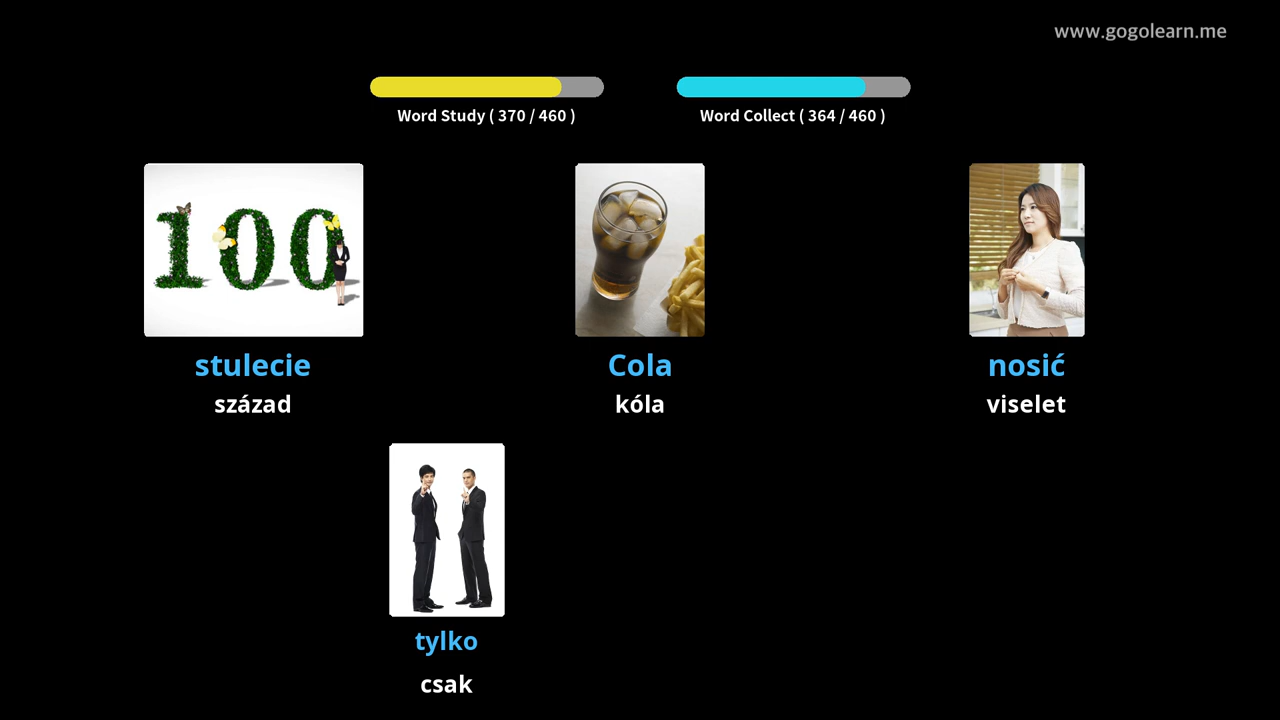 www.gogolearn.me
Word Study ( 370 / 460 )
Word Collect ( 364 / 460 )
100
stulecie
század
Cola
kóla
nosić
viselet
tylko
csak